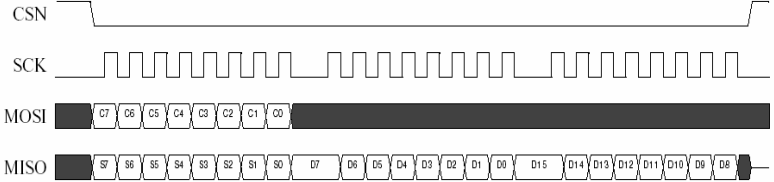 CSN
SCK
MOSI C7 C6 C5 C4 C3 C2 C1 C0
MISO S7 S6 S5 S4 S3 S2 S1 S0 D7 D6 D5 D4 D3 D2 D1 D0 D15 D14 D13 D12 D11 D10 D9 D8